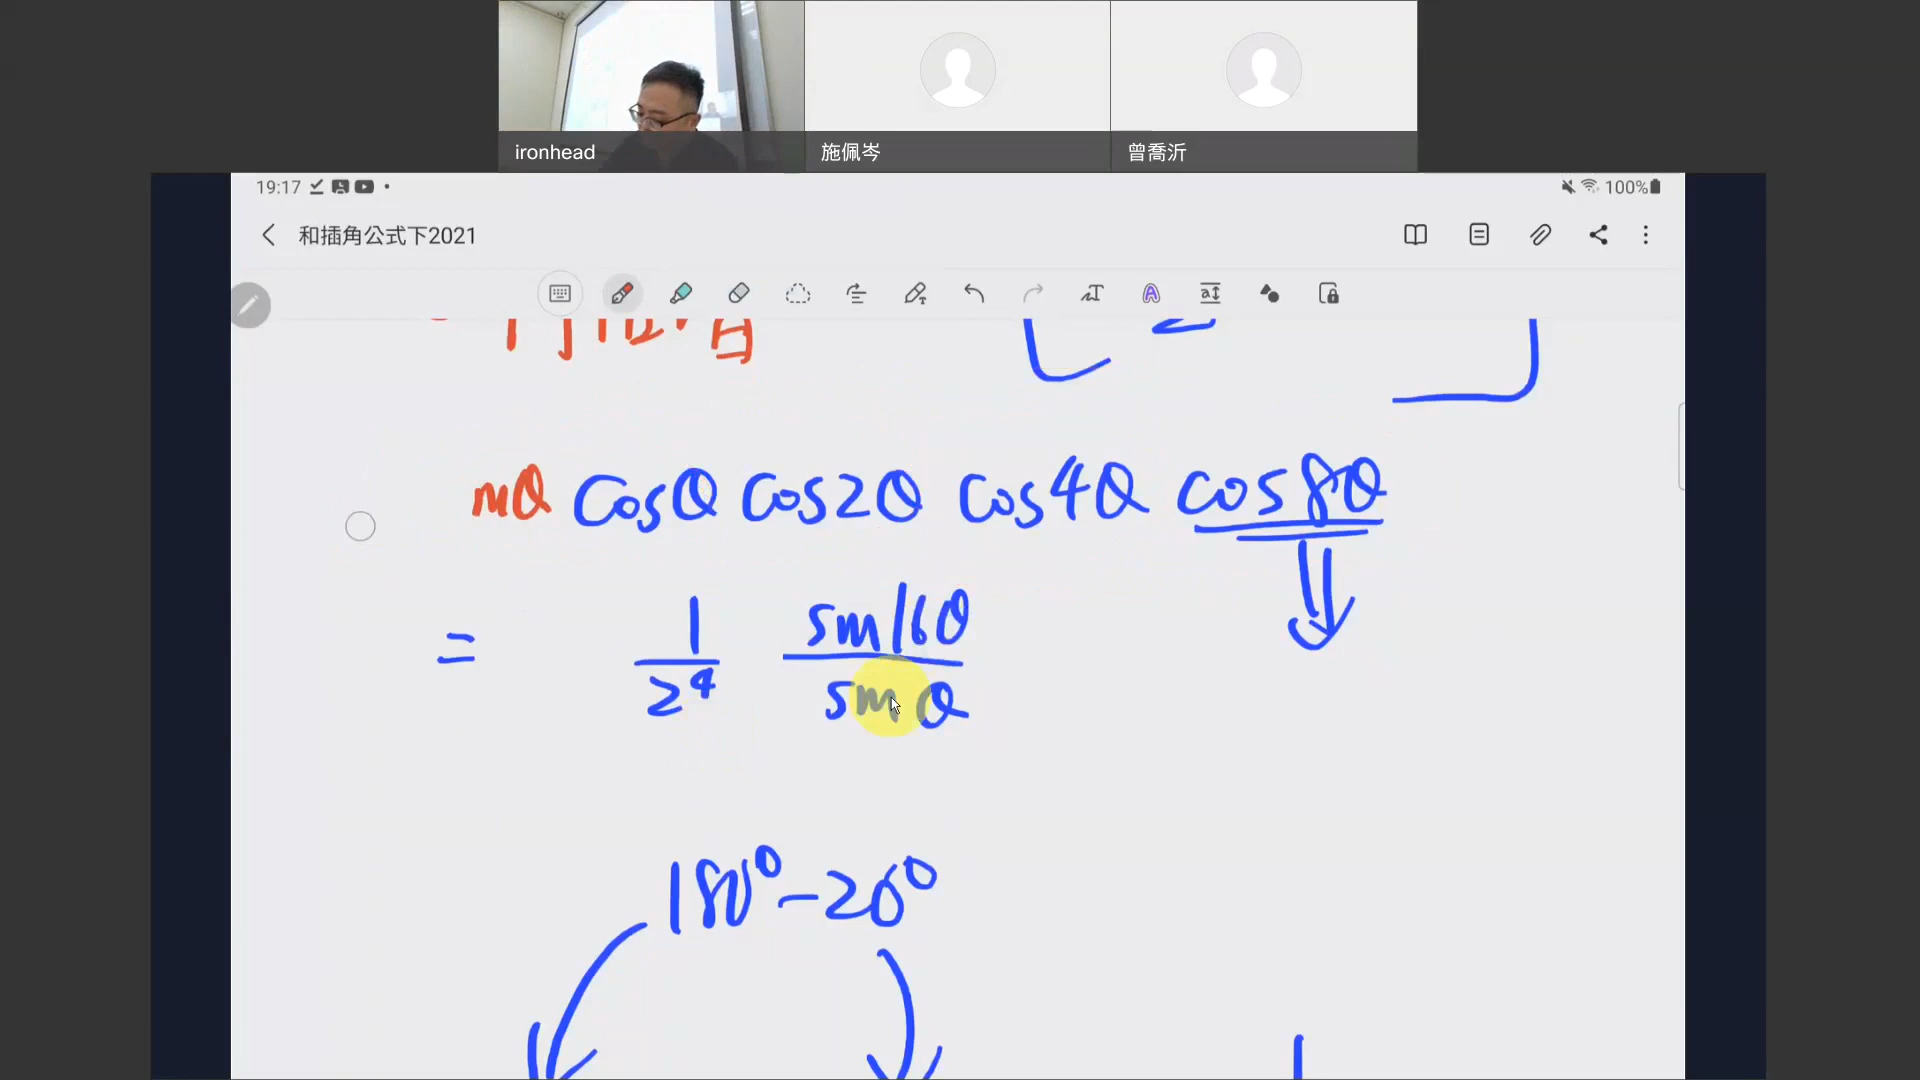 ironhead
施佩岑
曾喬沂
19:17
100%
和插角公式下2021
sinθ cosθ cos2θ cos4θ cos8θ
= 1/2⁴ sin16θ/sinθ
180°-20°